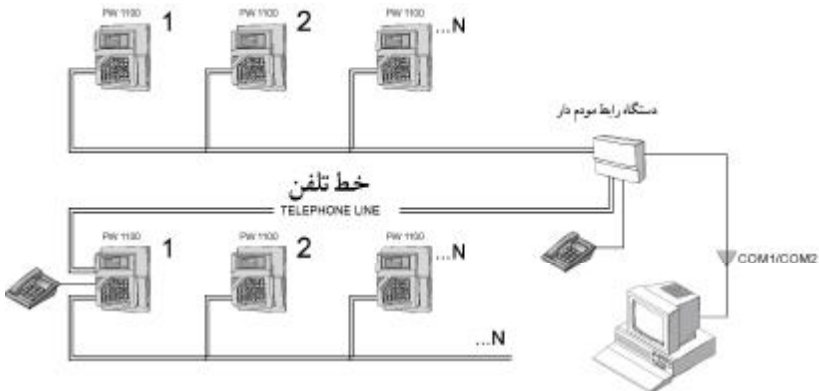 PW 1100 1 PW 1100 2 PW 1100 ...N
دستگاه رابط مودم دار
خط تلفن
TELEPHONE LINE
PW 1100 1 PW 1100 2 PW 1100 ...N
COM1/COM2
...N